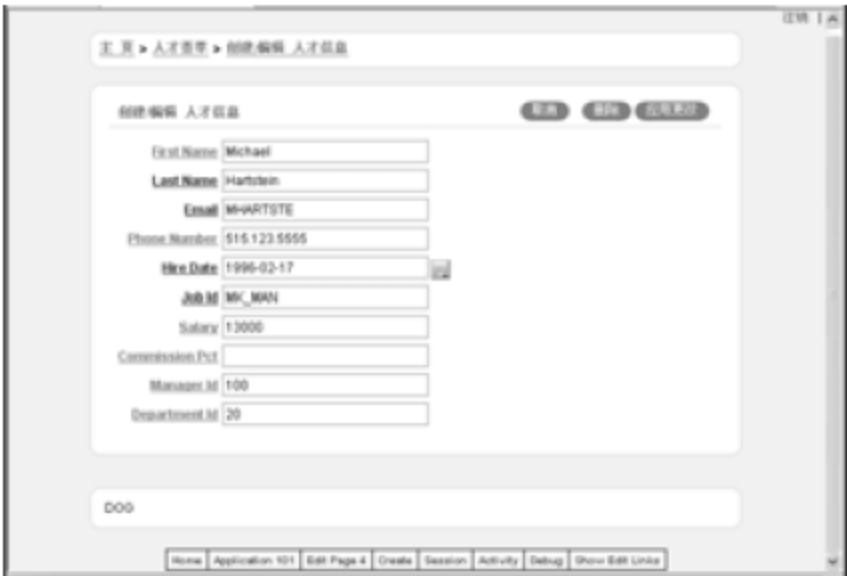 注销
主 页 > 人才荟萃 > 创建/编辑 人才信息
创建/编辑 人才信息
取消 删除 应用更改
First Name Michael
Last Name Hartstein
Email MHARTSTE
Phone Number 515.123.5555
Hire Date 1996-02-17
Job Id MK_MAN
Salary 13000
Commission Pct
Manager Id 100
Department Id 20
DOG
Home Application 101 Edit Page 4 Create Session Activity Debug Show Edit Links